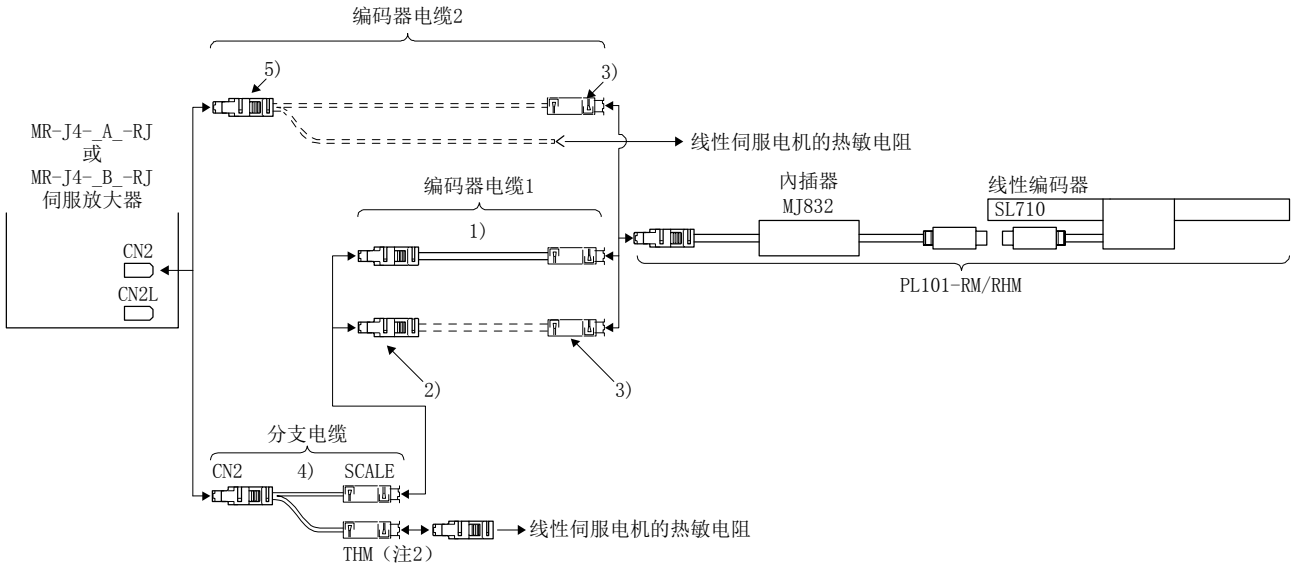 编码器电缆2
5)
3)
MR-J4-_A_-RJ
或
MR-J4-_B_-RJ
伺服放大器
线性伺服电机的热敏电阻
编码器电缆1
1)
內插器
MJ832
线性编码器
SL710
CN2
CN2L
PL101-RM/RHM
2)
3)
分支电缆
CN2
4)
SCALE
线性伺服电机的热敏电阻
THM（注2）